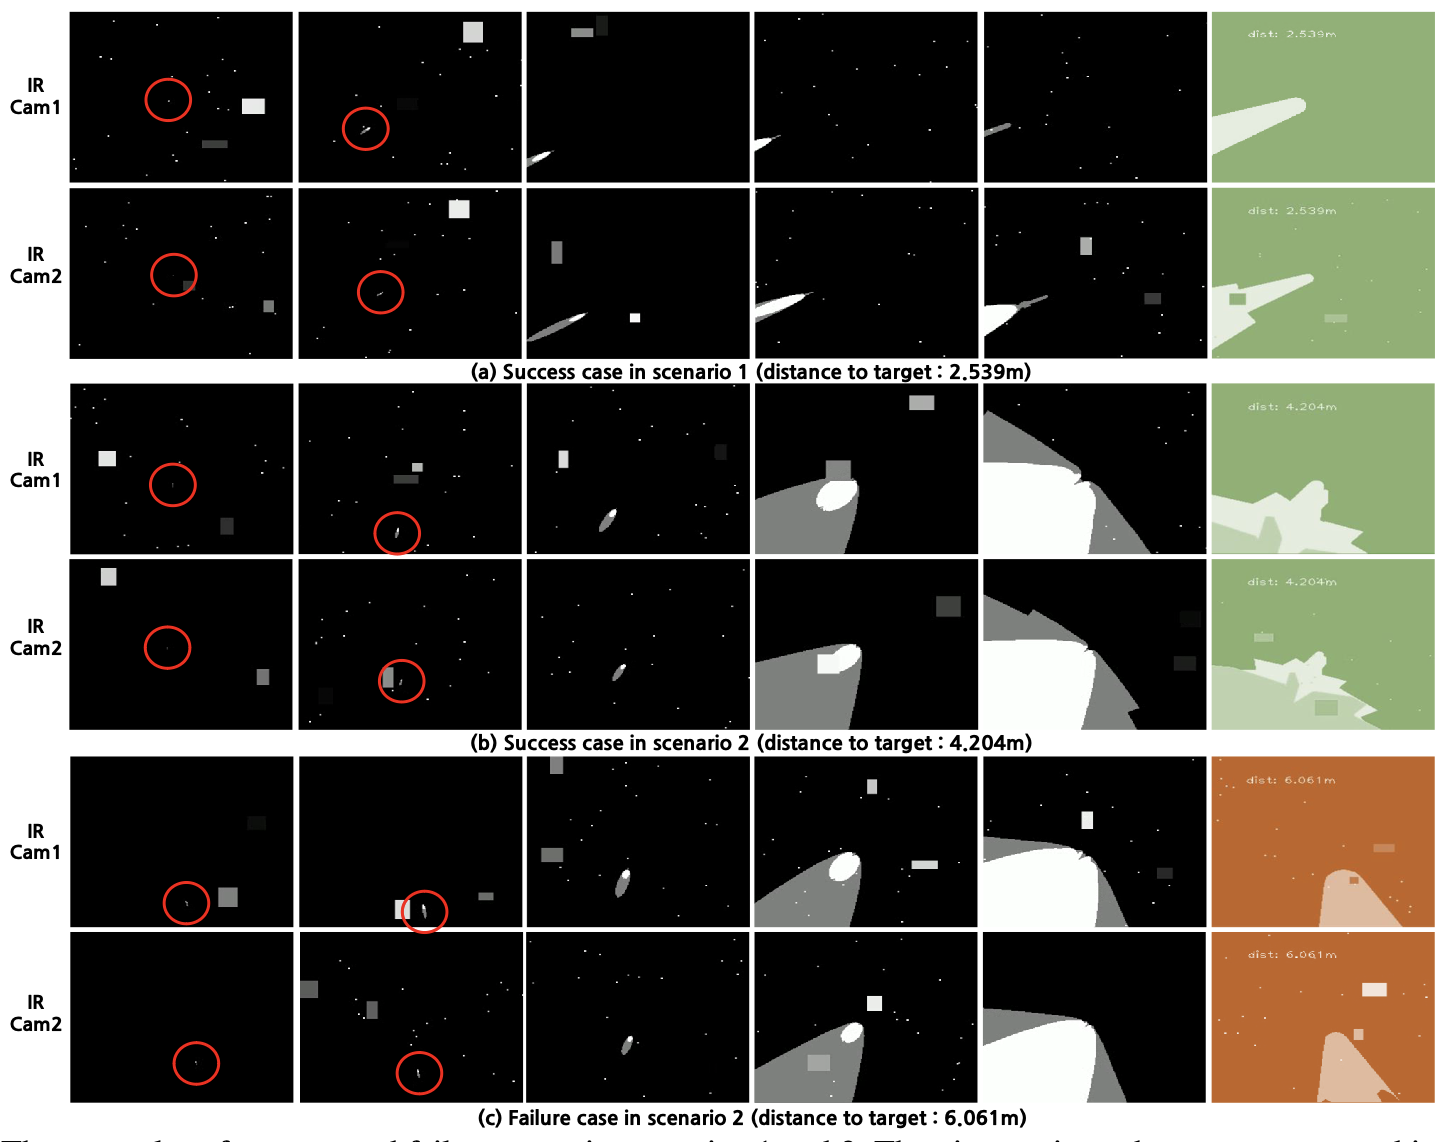 IR
Cam1
dist: 2.539m
IR
Cam2
dist: 2.539m
(a) Success case in scenario 1 (distance to target : 2.539m)
IR
Cam1
dist: 4.204m
IR
Cam2
dist: 4.204m
(b) Success case in scenario 2 (distance to target : 4.204m)
IR
Cam1
dist: 6.061m
IR
Cam2
dist: 6.061m
(c) Failure case in scenario 2 (distance to target : 6.061m)